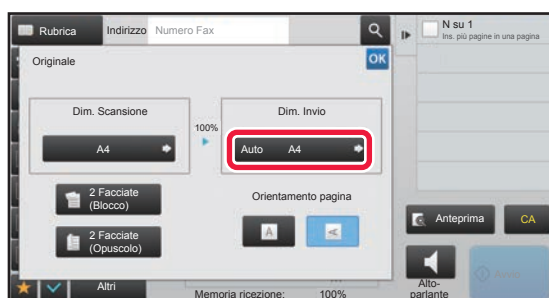 Rubrica
Indirizzo
Numero Fax
N su 1
Ins. più pagine in una pagina
Originale
OK
Dim. Scansione
Dim. Invio
100%
A4
Auto A4
2 Facciate
(Blocco)
Orientamento pagina
2 Facciate
(Opuscolo)
A
A
Anteprima
CA
Avvio
Altri
Memoria ricezione: 100%
Alto-
parlante